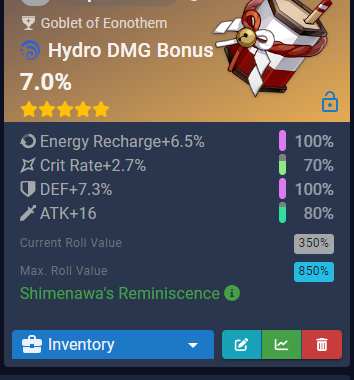 Goblet of Eonothem
Hydro DMG Bonus
7.0%
Energy Recharge+6.5% 100%
Crit Rate+2.7% 70%
DEF+7.3% 100%
ATK+16 80%
Current Roll Value 350%
Max. Roll Value 850%
Shimenawa's Reminiscence
Inventory